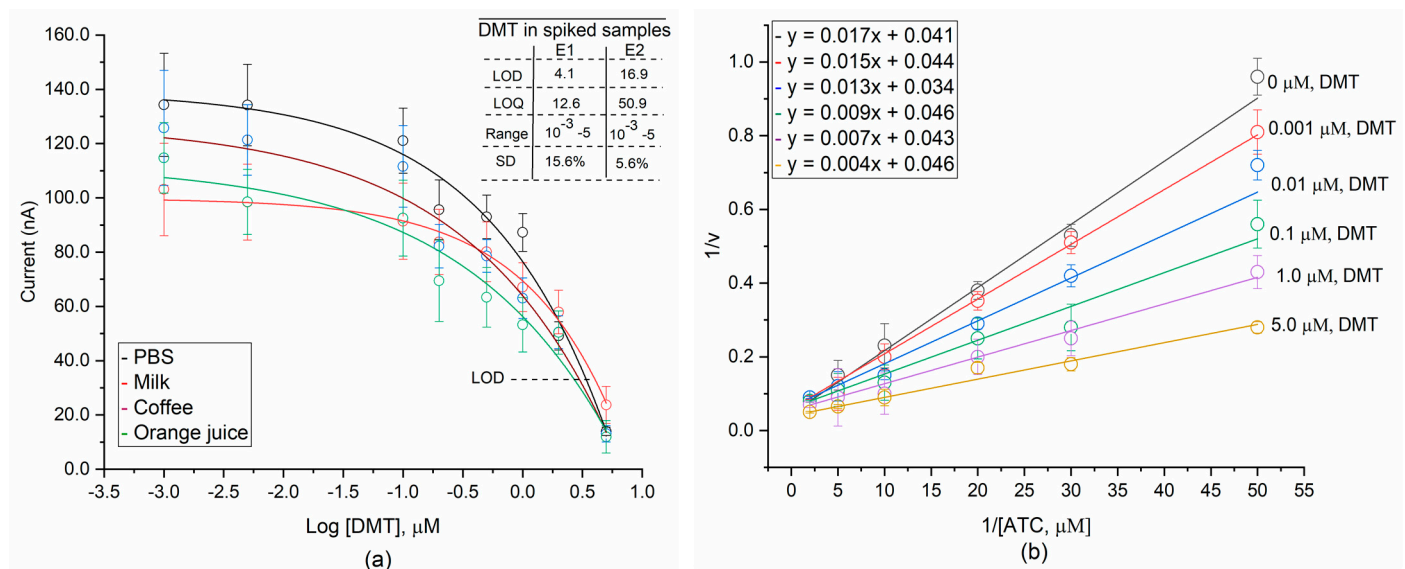 160.0
140.0
120.0
100.0
80.0
60.0
40.0
20.0
0.0
Current (nA)
DMT in spiked samples
E1 E2
LOD 4.1 16.9
LOQ 12.6 50.9
Range 10⁻³ -5 10⁻³ -5
SD 15.6% 5.6%
PBS
Milk
Coffee
Orange juice
LOD
-3.5 -3.0 -2.5 -2.0 -1.5 -1.0 -0.5 0.0 0.5 1.0
Log [DMT], μM
(a)
y = 0.017x + 0.041
y = 0.015x + 0.044
y = 0.013x + 0.034
y = 0.009x + 0.046
y = 0.007x + 0.043
y = 0.004x + 0.046
1.0
0.8
0.6
0.4
0.2
0.0
1/v
0 μM, DMT
0.001 μM, DMT
0.01 μM, DMT
0.1 μM, DMT
1.0 μM, DMT
5.0 μM, DMT
0 5 10 15 20 25 30 35 40 45 50 55
1/[ATC, μM]
(b)